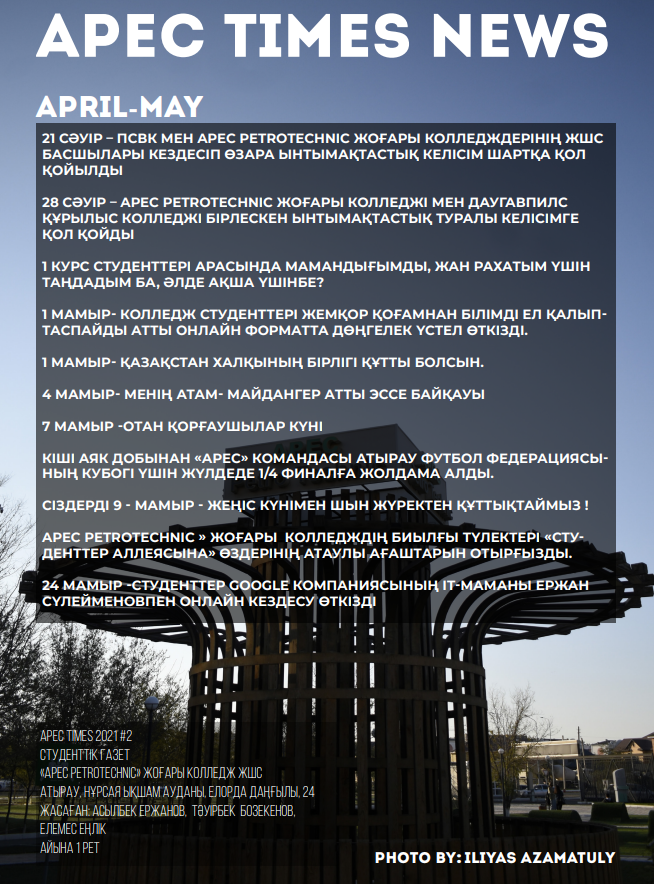 APEC TIMES NEWS
APRIL-MAY
21 СӘУІР – ПСВК МЕН APEC PETROTECHNIC ЖОҒАРЫ КОЛЛЕДЖДЕРІНІҢ ЖШС
БАСШЫЛАРЫ КЕЗДЕСІП ӨЗАРА ЫНТЫМАҚТАСТЫҚ КЕЛІСІМ ШАРТҚА ҚОЛ
ҚОЙЫЛДЫ
28 СӘУІР – APEC PETROTECHNIC ЖОҒАРЫ КОЛЛЕДЖІ МЕН ДАУГАВПИЛС
ҚҰРЫЛЫС КОЛЛЕДЖІ БІРЛЕСКЕН ЫНТЫМАҚТАСТЫҚ ТУРАЛЫ КЕЛІСІМГЕ
ҚОЛ ҚОЙДЫ
1 КУРС СТУДЕНТТЕРІ АРАСЫНДА МАМАНДЫҒЫМДЫ, ЖАН РАХАТЫМ ҮШІН
ТАҢДАДЫМ БА, ӘЛДЕ АҚША ҮШІНБЕ?
1 МАМЫР- КОЛЛЕДЖ СТУДЕНТТЕРІ ЖЕМҚОР ҚОҒАМНАН БІЛІМДІ ЕЛ ҚАЛЫП-
ТАСПАЙДЫ АТТЫ ОНЛАЙН ФОРМАТТА ДӨҢГЕЛЕК ҮСТЕЛ ӨТКІЗДІ.
1 МАМЫР- ҚАЗАҚСТАН ХАЛҚЫНЫҢ БІРЛІГІ ҚҰТТЫ БОЛСЫН.
4 МАМЫР- МЕНІҢ АТАМ- МАЙДАНГЕР АТТЫ ЭССЕ БАЙҚАУЫ
7 МАМЫР -ОТАН ҚОРҒАУШЫЛАР КҮНІ
КІШІ АЯК ДОБЫНАН «APEC» КОМАНДАСЫ АТЫРАУ ФУТБОЛ ФЕДЕРАЦИЯСЫ-
НЫҢ КУБОГІ ҮШІН ЖҮЛДЕДЕ 1/4 ФИНАЛҒА ЖОЛДАМА АЛДЫ.
СІЗДЕРДІ 9 - МАМЫР - ЖЕҢІС КҮНІМЕН ШЫН ЖҮРЕКТЕН ҚҰТТЫҚТАЙМЫЗ !
APEC PETROTECHNIC » ЖОҒАРЫ КОЛЛЕДЖДІҢ БИЫЛҒЫ ТҮЛЕКТЕРІ «СТУ-
ДЕНТТЕР АЛЛЕЯСЫНА» ӨЗДЕРІНІҢ АТАУЛЫ АҒАШТАРЫН ОТЫРҒЫЗДЫ.
24 МАМЫР -СТУДЕНТТЕР GOOGLE КОМПАНИЯСЫНЫҢ IT-МАМАНЫ ЕРЖАН
СҮЛЕЙМЕНОВПЕН ОНЛАЙН КЕЗДЕСУ ӨТКІЗДІ
APEC TIMES 2021 #2
СТУДЕНТТІК ГАЗЕТ
«APEC PETROTECHNIC» ЖОҒАРЫ КОЛЛЕДЖ ЖШС
АТЫРАУ, НҰРСАЯ ЫҚШАМ АУДАНЫ, ЕЛОРДА ДАҢҒЫЛЫ, 24
ЖАСАҒАН: АСЫЛБЕК ЕРЖАНОВ, ТӘУІРБЕК БОЗЕКЕНОВ,
ЕЛЕМЕС ЕҢЛІК
АЙЫНА 1 РЕТ
PHOTO BY: ILIYAS AZAMATULY